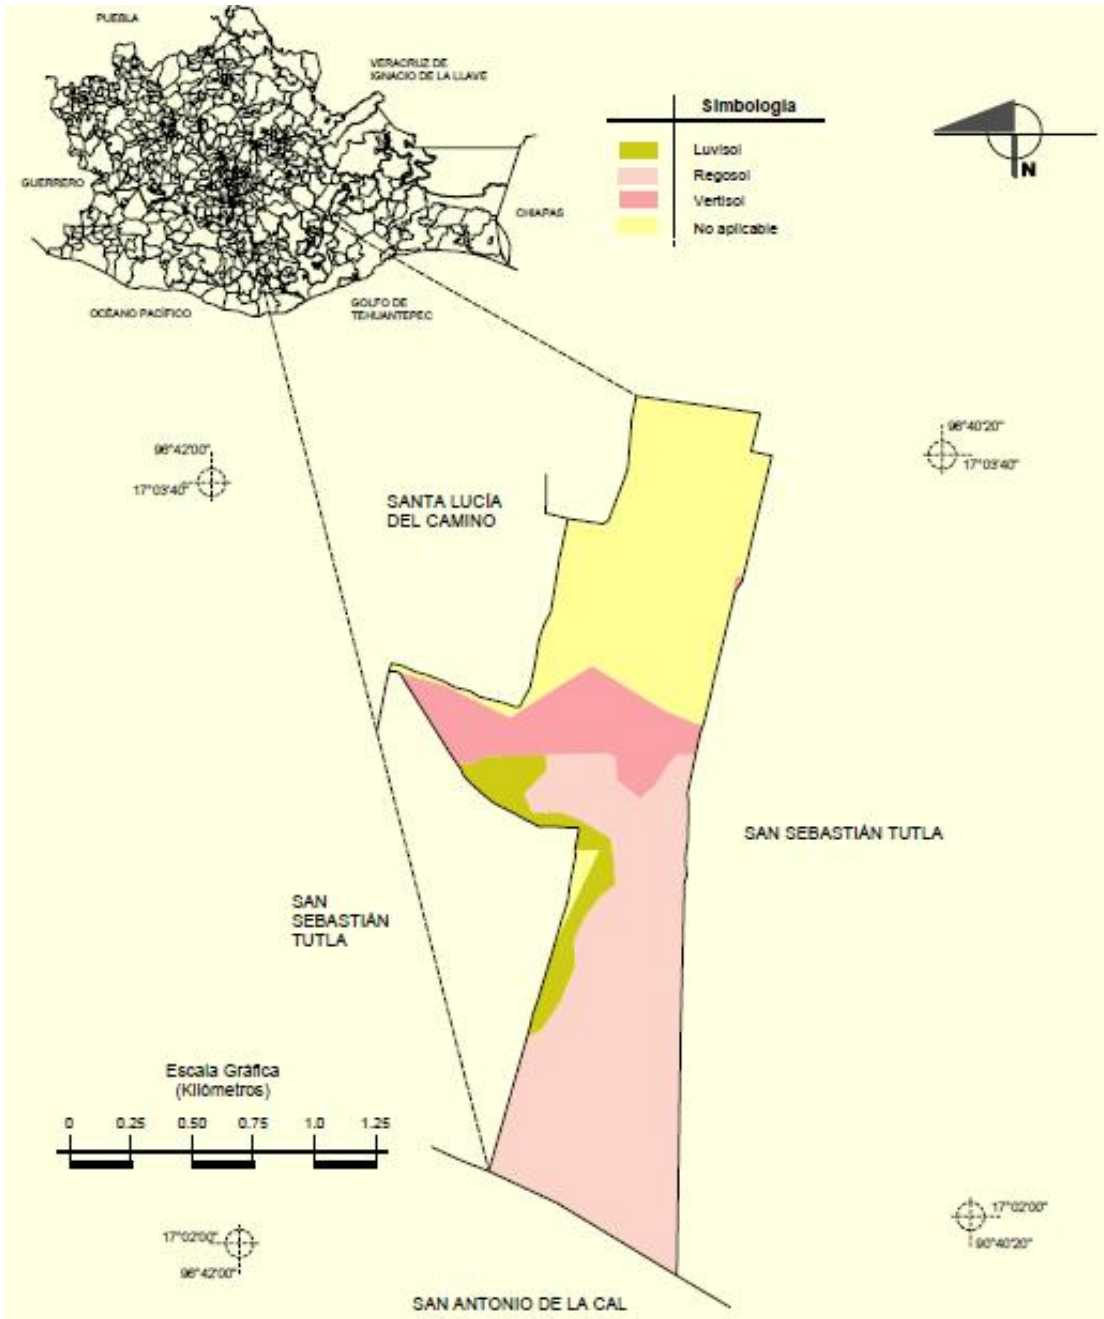 PUEBLA
VERACRUZ DE
IGNACIO DE LA LLAVE
GUERRERO
CHIAPAS
OCÉANO PACÍFICO
GOLFO DE
TEHUANTEPEC
Simbología
Luvisol
Regosol
Vertisol
No aplicable
N
96°42'00"
17°03'40"
96°40'20"
17°03'40"
SANTA LUCÍA
DEL CAMINO
SAN SEBASTIÁN TUTLA
SAN
SEBASTIÁN
TUTLA
Escala Gráfica
(Kilómetros)
0 0.25 0.50 0.75 1.0 1.25
17°02'00"
96°42'00"
17°02'00"
90°40'20"
SAN ANTONIO DE LA CAL